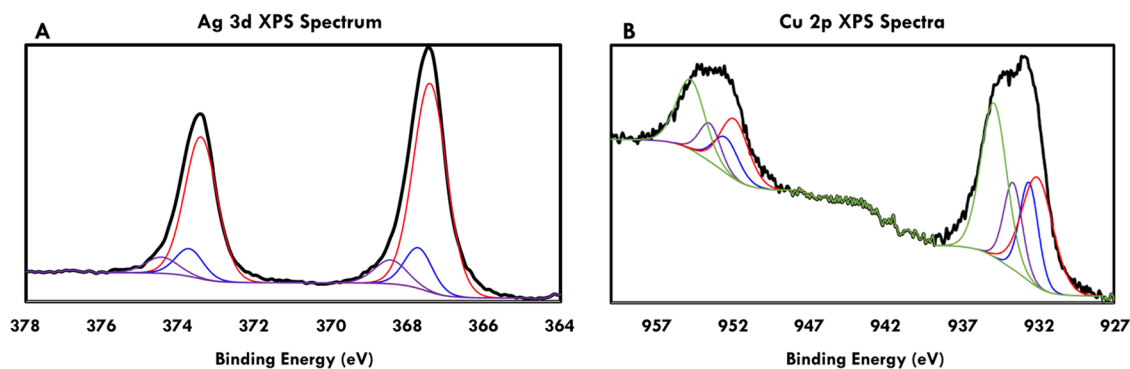 Ag 3d XPS Spectrum
A
378 376 374 372 370 368 366 364
Binding Energy (eV)
Cu 2p XPS Spectra
B
957 952 947 942 937 932 927
Binding Energy (eV)